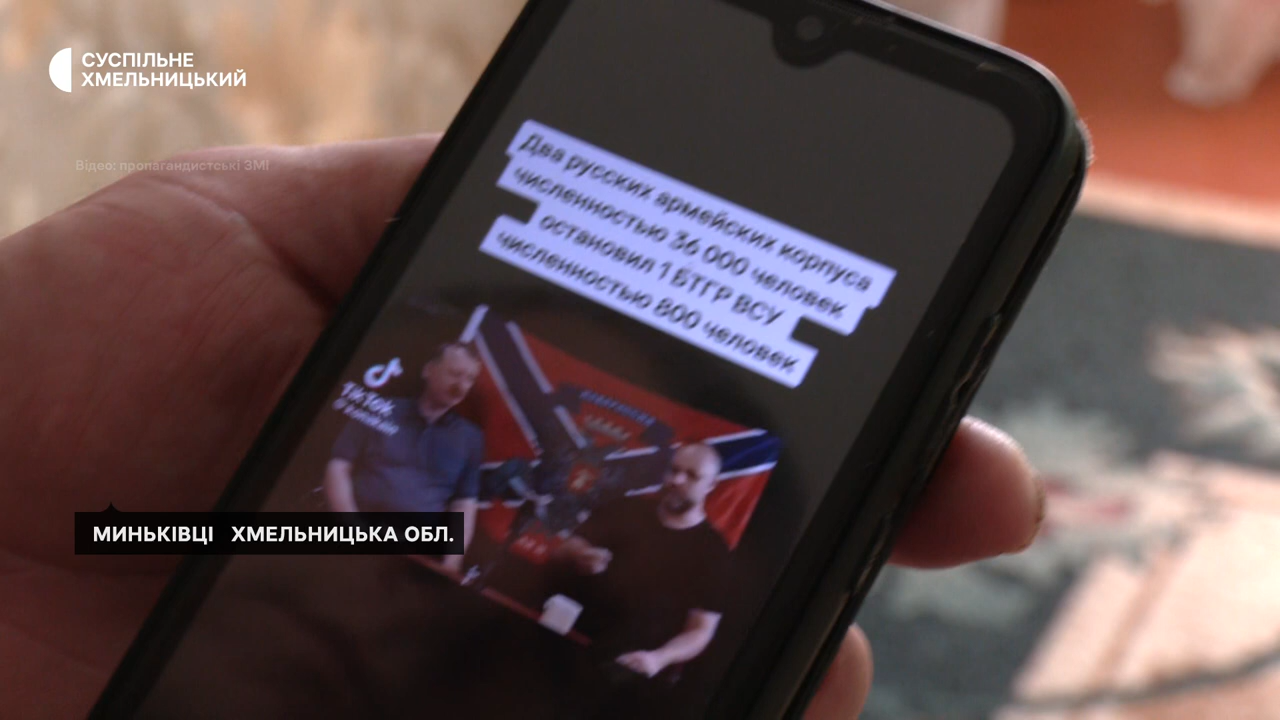 СУСПІЛЬНЕ
ХМЕЛЬНИЦЬКИЙ
Відео: пропагандистські ЗМІ
Два русских армейских корпуса
численностью 36 000 человек
остановил 1 БТГР ВСУ
численностью 800 человек
TikTok
НОВОРОССИЯ
МИНЬКІВЦІ ХМЕЛЬНИЦЬКА ОБЛ.